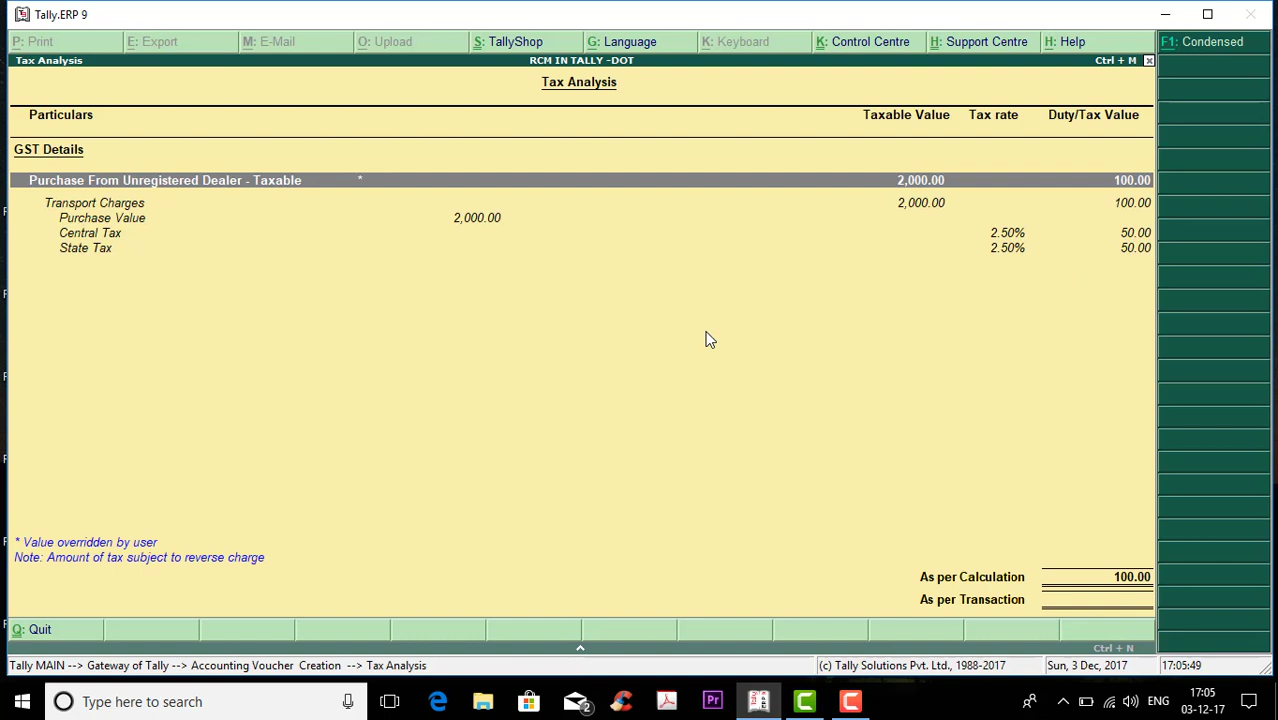 Tally.ERP 9
P: Print E: Export M: E-Mail O: Upload S: TallyShop G: Language K: Keyboard K: Control Centre H: Support Centre H: Help F1: Condensed
Tax Analysis RCM IN TALLY -DOT Ctrl + M
Tax Analysis
Particulars Taxable Value Tax rate Duty/Tax Value
GST Details
Purchase From Unregistered Dealer - Taxable * 2,000.00 100.00
Transport Charges 2,000.00 100.00
Purchase Value 2,000.00
Central Tax 2.50% 50.00
State Tax 2.50% 50.00
* Value overridden by user
Note: Amount of tax subject to reverse charge
As per Calculation 100.00
As per Transaction
Q: Quit
Ctrl + N
Tally MAIN --> Gateway of Tally --> Accounting Voucher Creation --> Tax Analysis (c) Tally Solutions Pvt. Ltd., 1988-2017 Sun, 3 Dec, 2017 17:05:49
Type here to search 2 Pr ENG 17:05
03-12-17